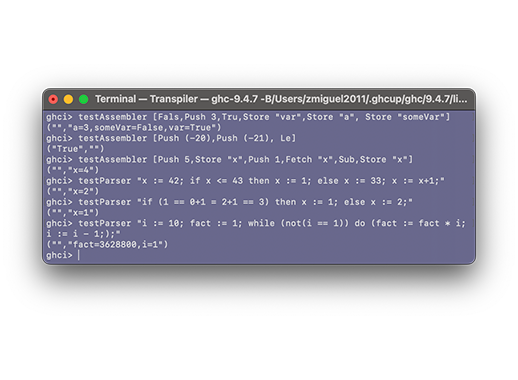 Terminal — Transpiler — ghc-9.4.7 -B/Users/zmiguel2011/.ghcup/ghc/9.4.7/li...
ghci> testAssembler [Fals,Push 3,Tru,Store "var",Store "a", Store "someVar"]
("","a=3,someVar=False,var=True")
ghci> testAssembler [Push (-20),Push (-21), Le]
("True","")
ghci> testAssembler [Push 5,Store "x",Push 1,Fetch "x",Sub,Store "x"]
("","x=4")
ghci> testParser "x := 42; if x <= 43 then x := 1; else x := 33; x := x+1;"
("","x=2")
ghci> testParser "if (1 == 0+1 = 2+1 == 3) then x := 1; else x := 2;"
("","x=1")
ghci> testParser "i := 10; fact := 1; while (not(i == 1)) do (fact := fact * i;
i := i - 1;);"
("","fact=3628800,i=1")
ghci>